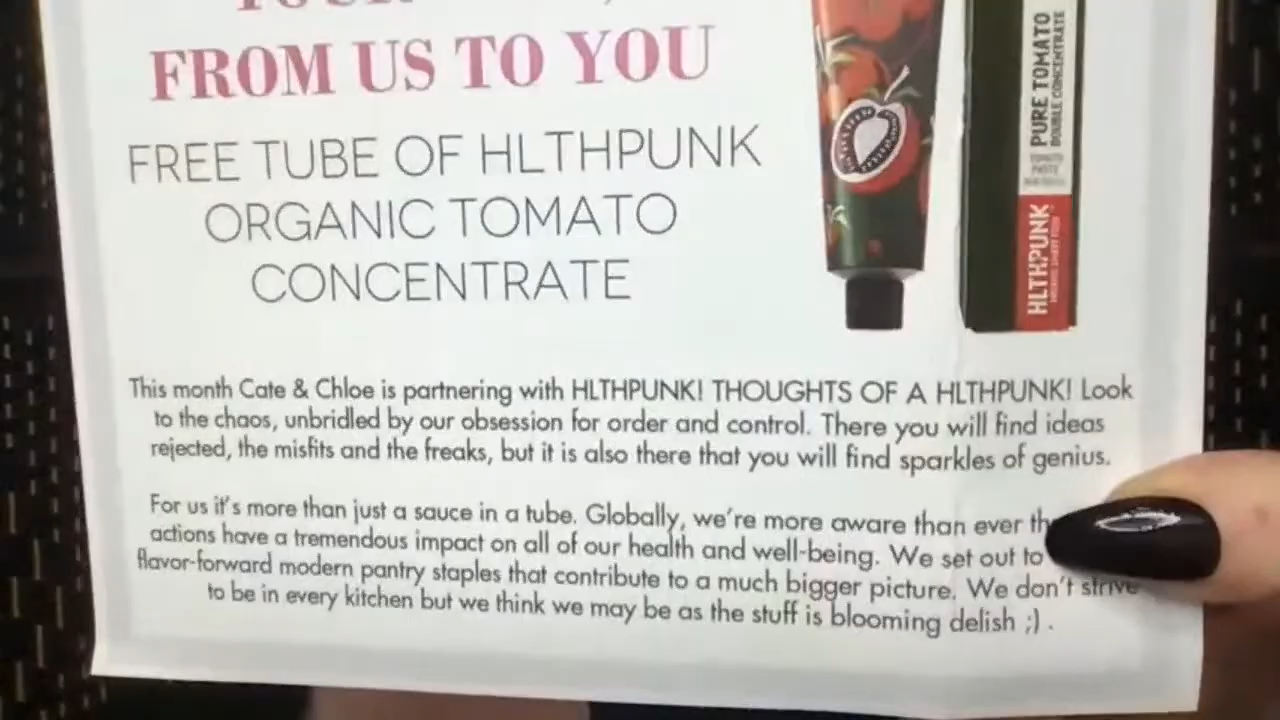 FROM US TO YOU
FREE TUBE OF HLTHPUNK
ORGANIC TOMATO
CONCENTRATE
This month Cate & Chloe is partnering with HLTHPUNK! THOUGHTS OF A HLTHPUNK! Look
to the chaos, unbridled by our obsession for order and control. There you will find ideas
rejected, the misfits and the freaks, but it is also there that you will find sparkles of genius.
For us it's more than just a sauce in a tube. Globally, we're more aware than ever
actions have a tremendous impact on all of our health and well-being. We set out to
flavor-forward modern pantry staples that contribute to a much bigger picture. We don't strive
to be in every kitchen but we think we may be as the stuff is blooming delish ;) .
PURE TOMATO
DOUBLE CONCENTRATE
TOMATO
PASTE
HLTHPUNK